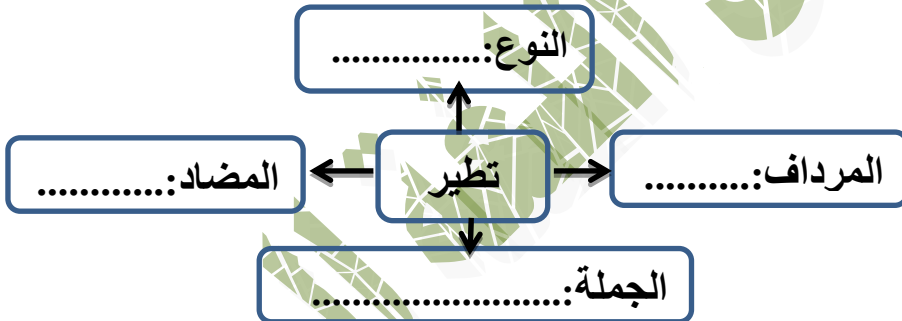 النوع:...............
المرداف:..........
تطير
المضاد:............
الجملة:.........................